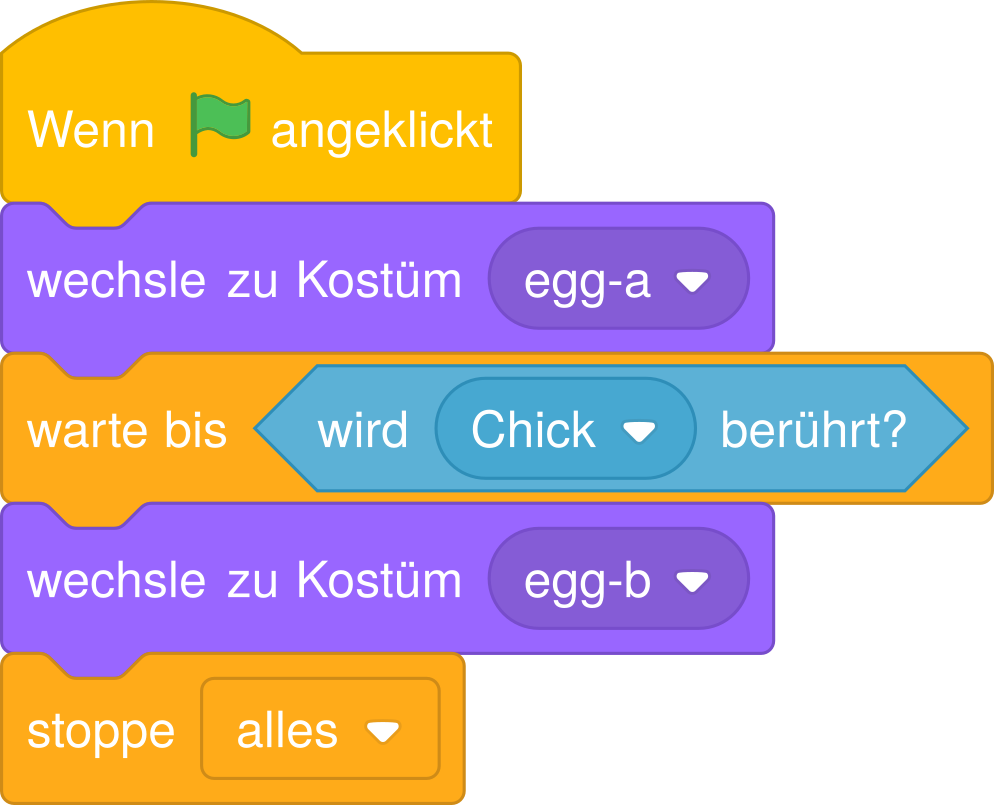 Wenn angeklickt
wechsle zu Kostüm egg-a
warte bis wird Chick berührt?
wechsle zu Kostüm egg-b
stoppe alles